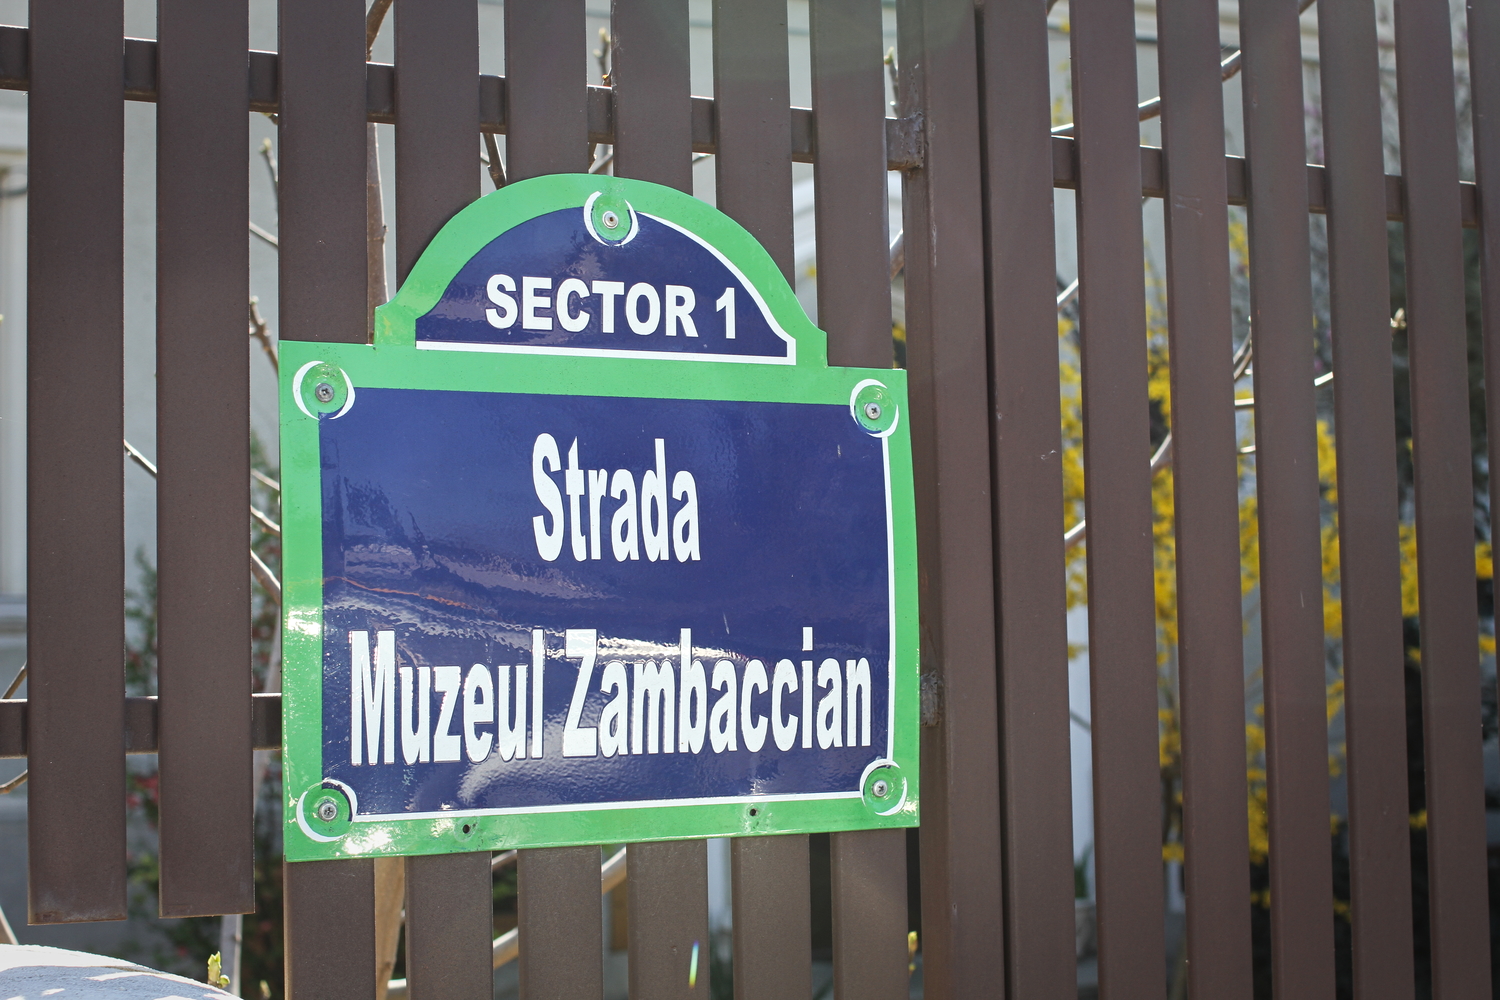 SECTOR 1
Strada
Muzeul Zambaccian